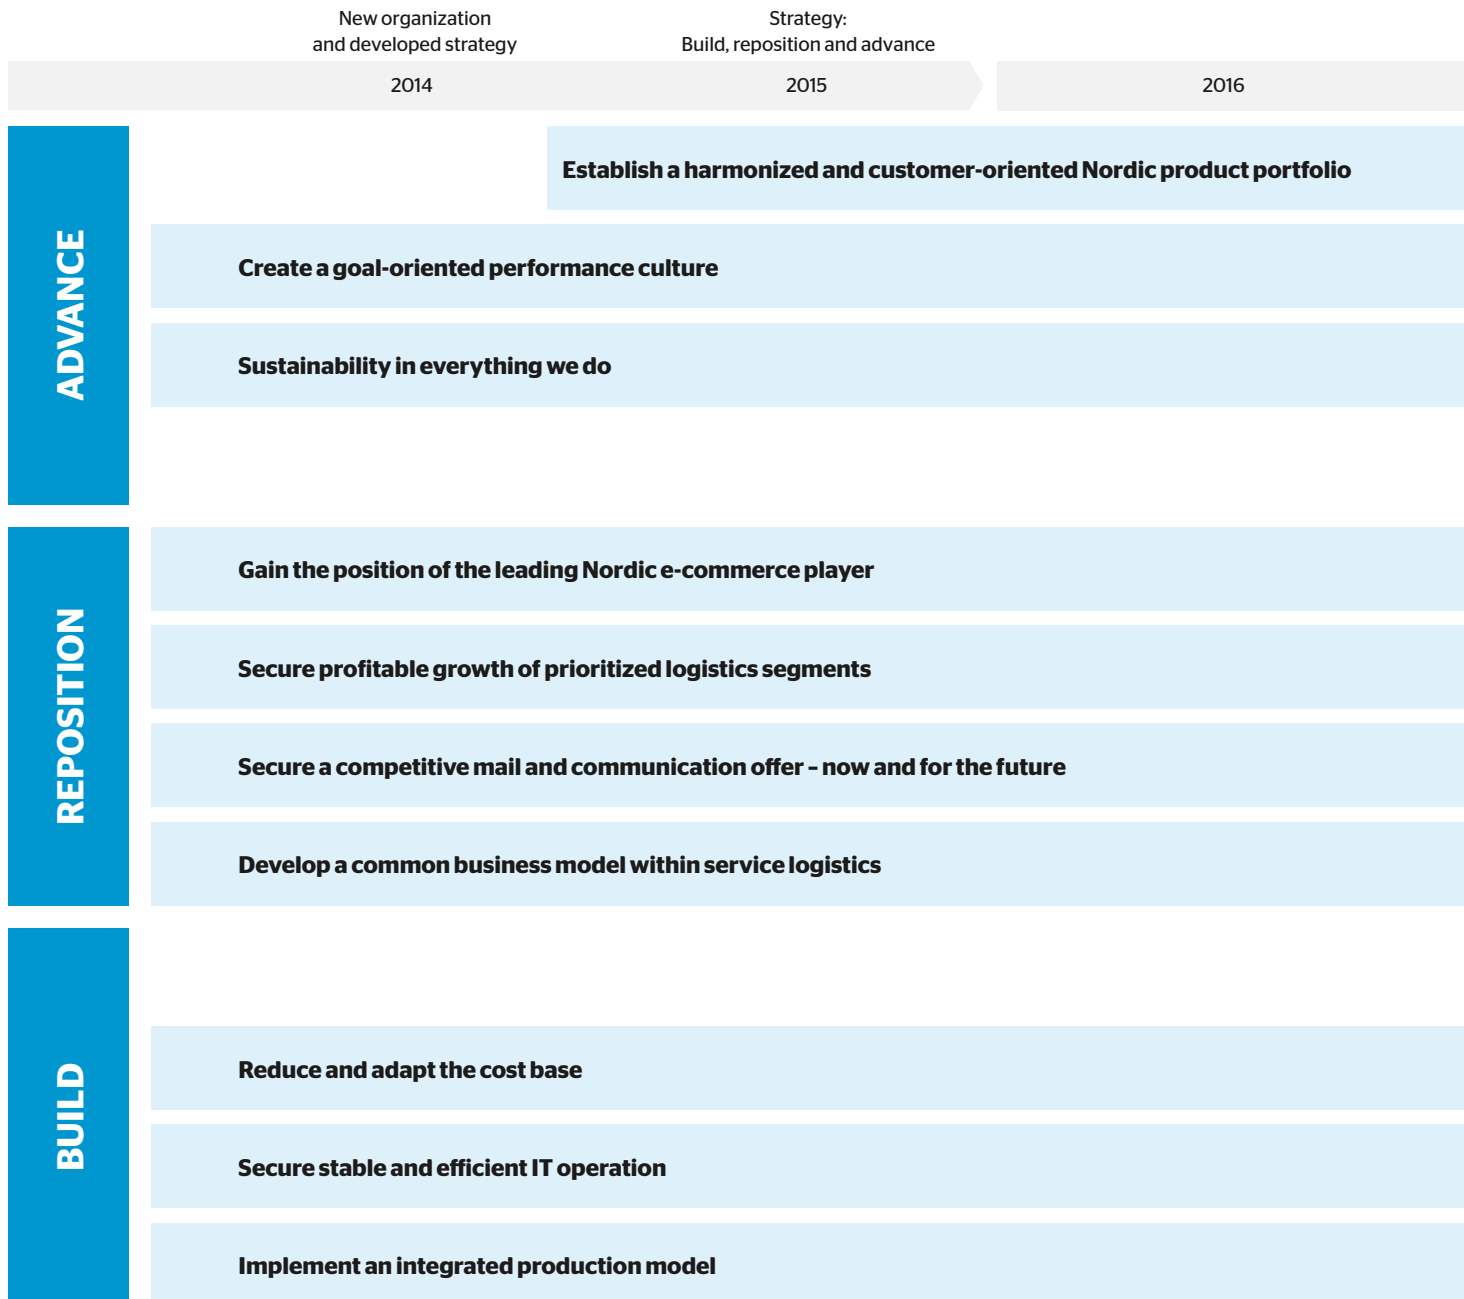 New organization
and developed strategy
Strategy:
Build, reposition and advance
2014
2015
2016
ADVANCE
Establish a harmonized and customer-oriented Nordic product portfolio
Create a goal-oriented performance culture
Sustainability in everything we do
REPOSITION
Gain the position of the leading Nordic e-commerce player
Secure profitable growth of prioritized logistics segments
Secure a competitive mail and communication offer – now and for the future
Develop a common business model within service logistics
BUILD
Reduce and adapt the cost base
Secure stable and efficient IT operation
Implement an integrated production model